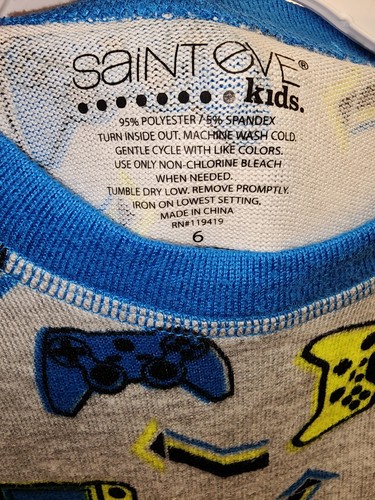 SaiNT EVE®
kids.
95% POLYESTER / 5% SPANDEX
TURN INSIDE OUT. MACHINE WASH COLD.
GENTLE CYCLE WITH LIKE COLORS.
USE ONLY NON-CHLORINE BLEACH
WHEN NEEDED.
TUMBLE DRY LOW. REMOVE PROMPTLY.
IRON ON LOWEST SETTING.
MADE IN CHINA
RN#119419
6